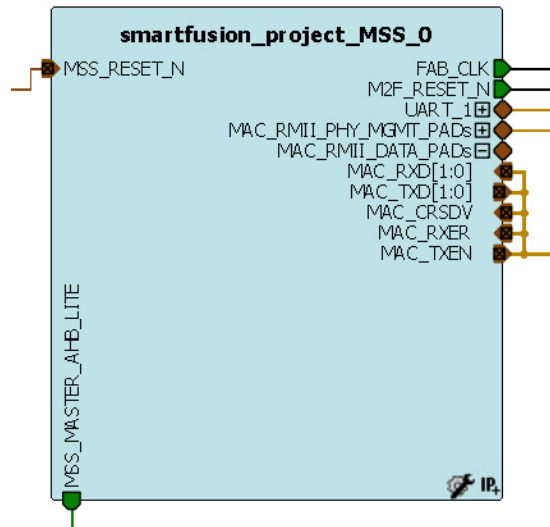 smartfusion_project_MSS_0
MSS_RESET_N
FAB_CLK
M2F_RESET_N
UART_1
MAC_RMII_PHY_MGMT_PADs
MAC_RMII_DATA_PADs
MAC_RXD[1:0]
MAC_TXD[1:0]
MAC_CRSDV
MAC_RXER
MAC_TXEN
MSS_MASTER_AHB_LITE
IP+